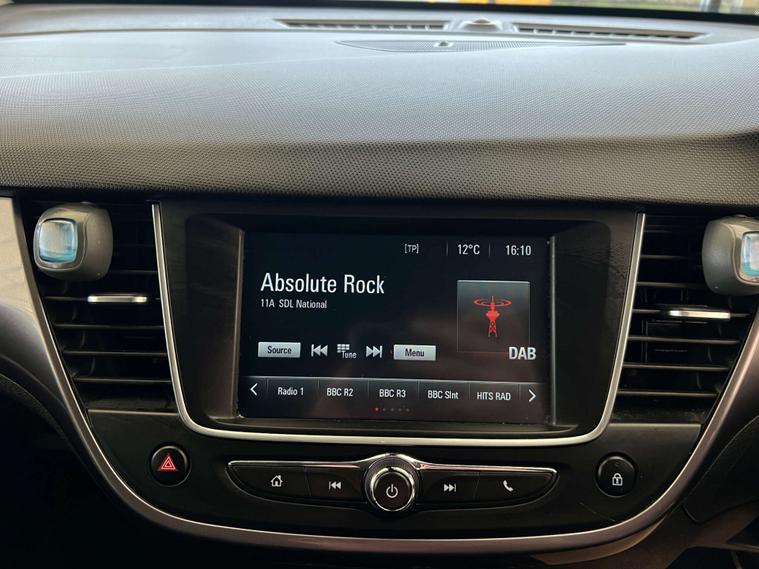 [TP] 12°C 16:10
Absolute Rock
11A SDL National
Source Tune Menu
DAB
Radio 1 BBC R2 BBC R3 BBC Slnt HITS RAD